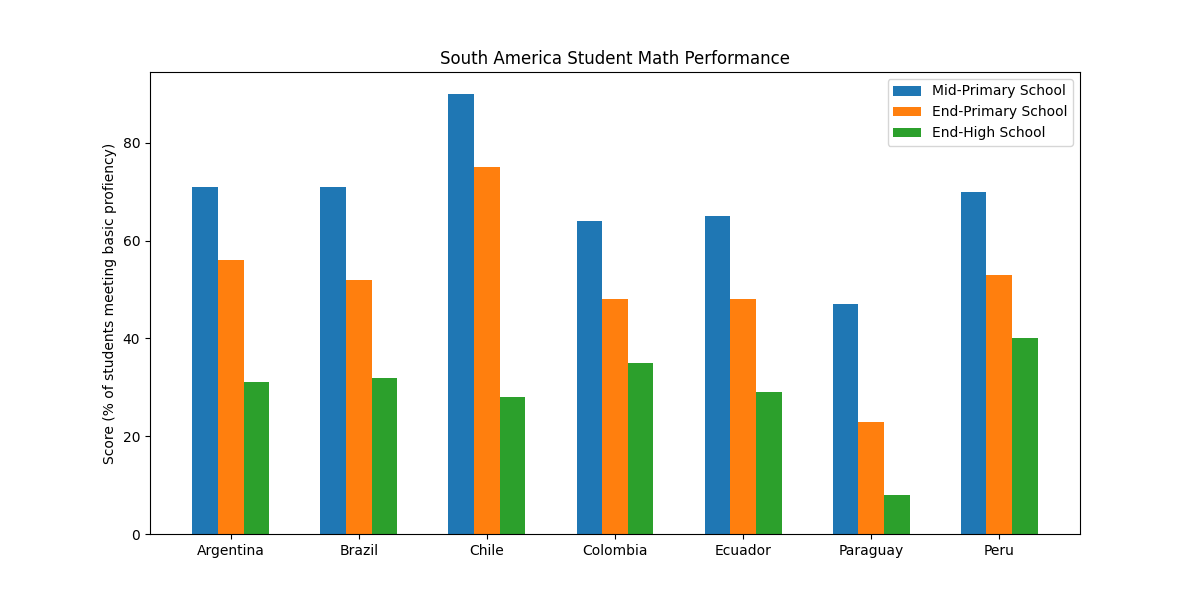 South America Student Math Performance
Mid-Primary School
End-Primary School
End-High School
Score (% of students meeting basic profiency)
80
60
40
20
0
Argentina Brazil Chile Colombia Ecuador Paraguay Peru